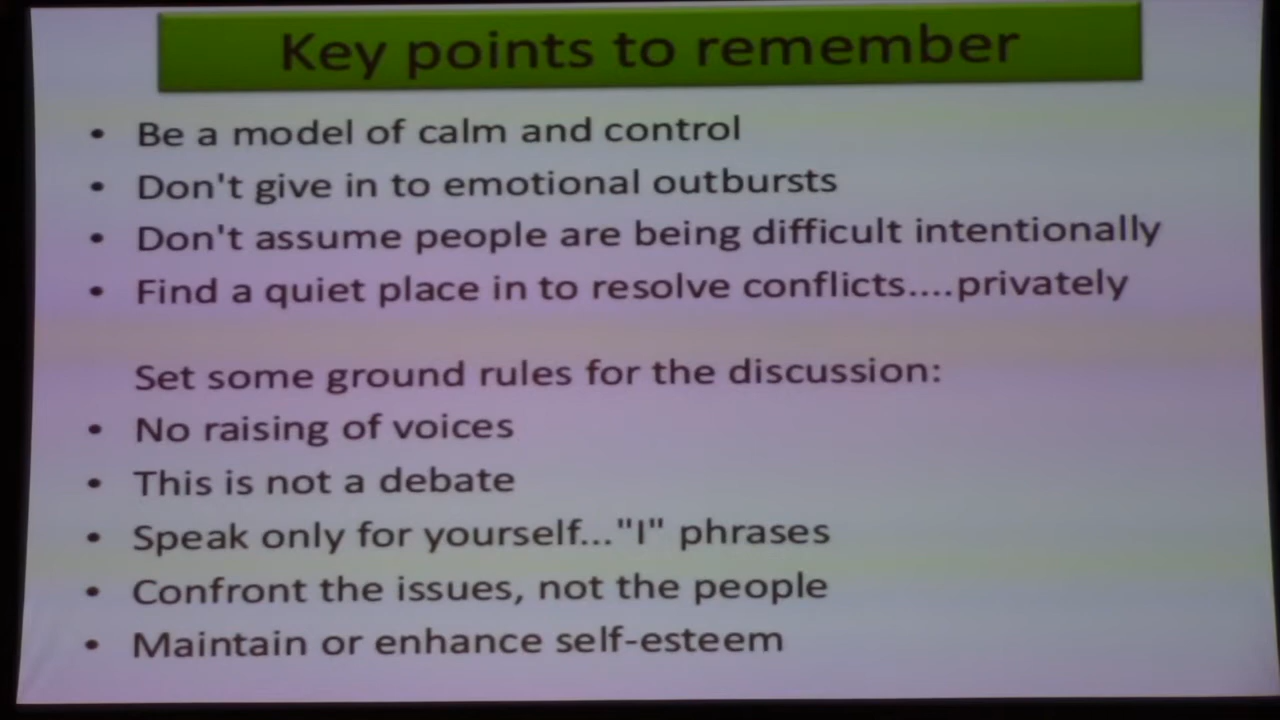 Key points to remember
• Be a model of calm and control
• Don't give in to emotional outbursts
• Don't assume people are being difficult intentionally
• Find a quiet place in to resolve conflicts....privately
Set some ground rules for the discussion:
• No raising of voices
• This is not a debate
• Speak only for yourself..."I" phrases
• Confront the issues, not the people
• Maintain or enhance self-esteem